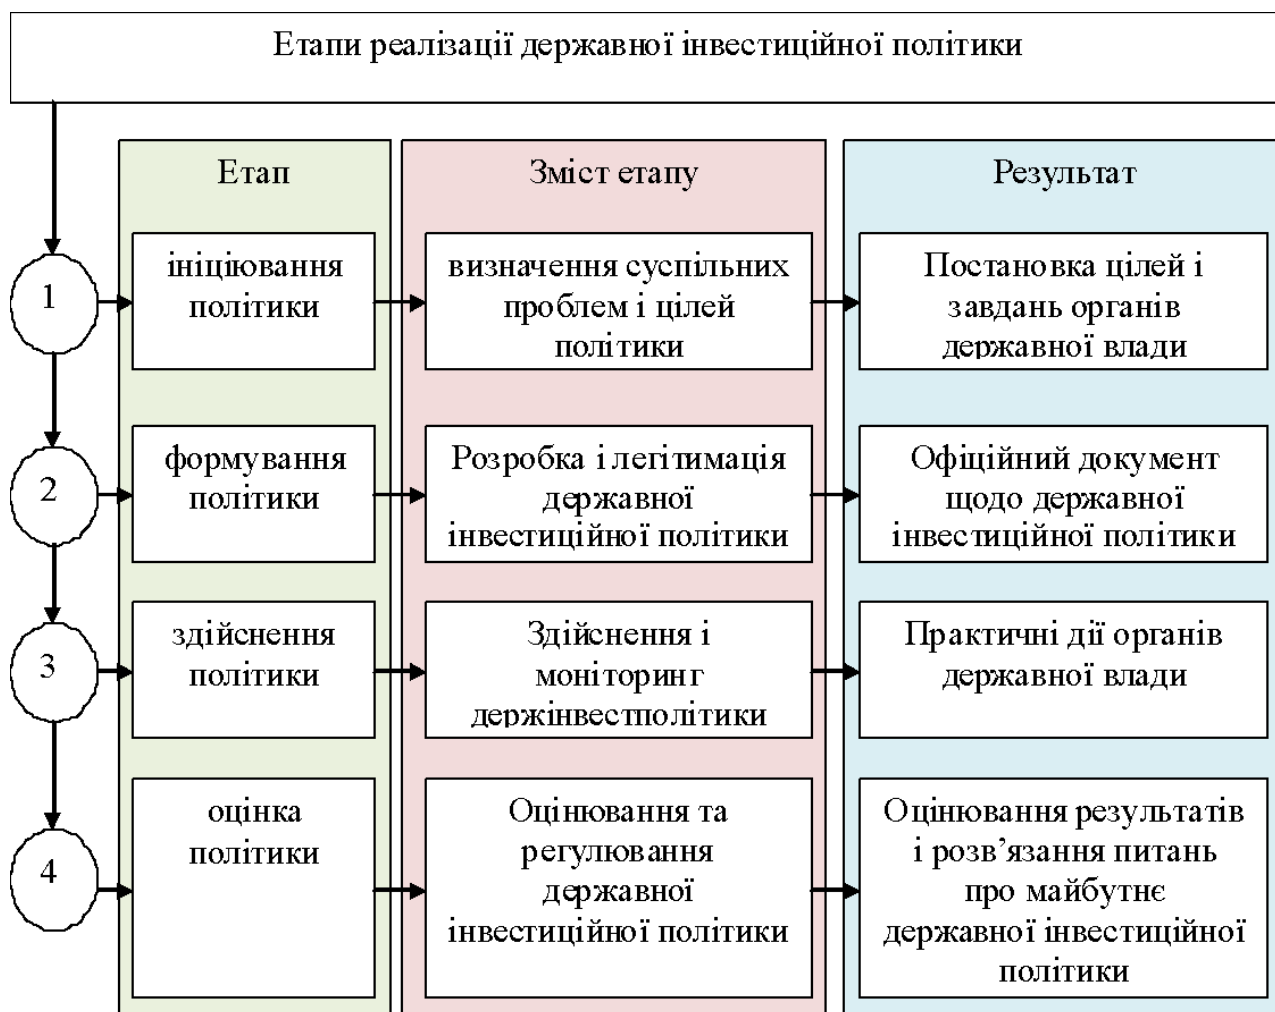 Етапи реалізації державної інвестиційної політики
Етап
Зміст етапу
Результат
1
ініціювання
політики
визначення суспільних
проблем і цілей
політики
Постановка цілей і
завдань органів
державної влади
2
формування
політики
Розробка і легітимація
державної
інвестиційної політики
Офіційний документ
щодо державної
інвестиційної політики
3
здійснення
політики
Здійснення і
моніторинг
держінвестполітики
Практичні дії органів
державної влади
4
оцінка
політики
Оцінювання та
регулювання
державної
інвестиційної політики
Оцінювання результатів
і розв’язання питань
про майбутнє
державної інвестиційної
політики